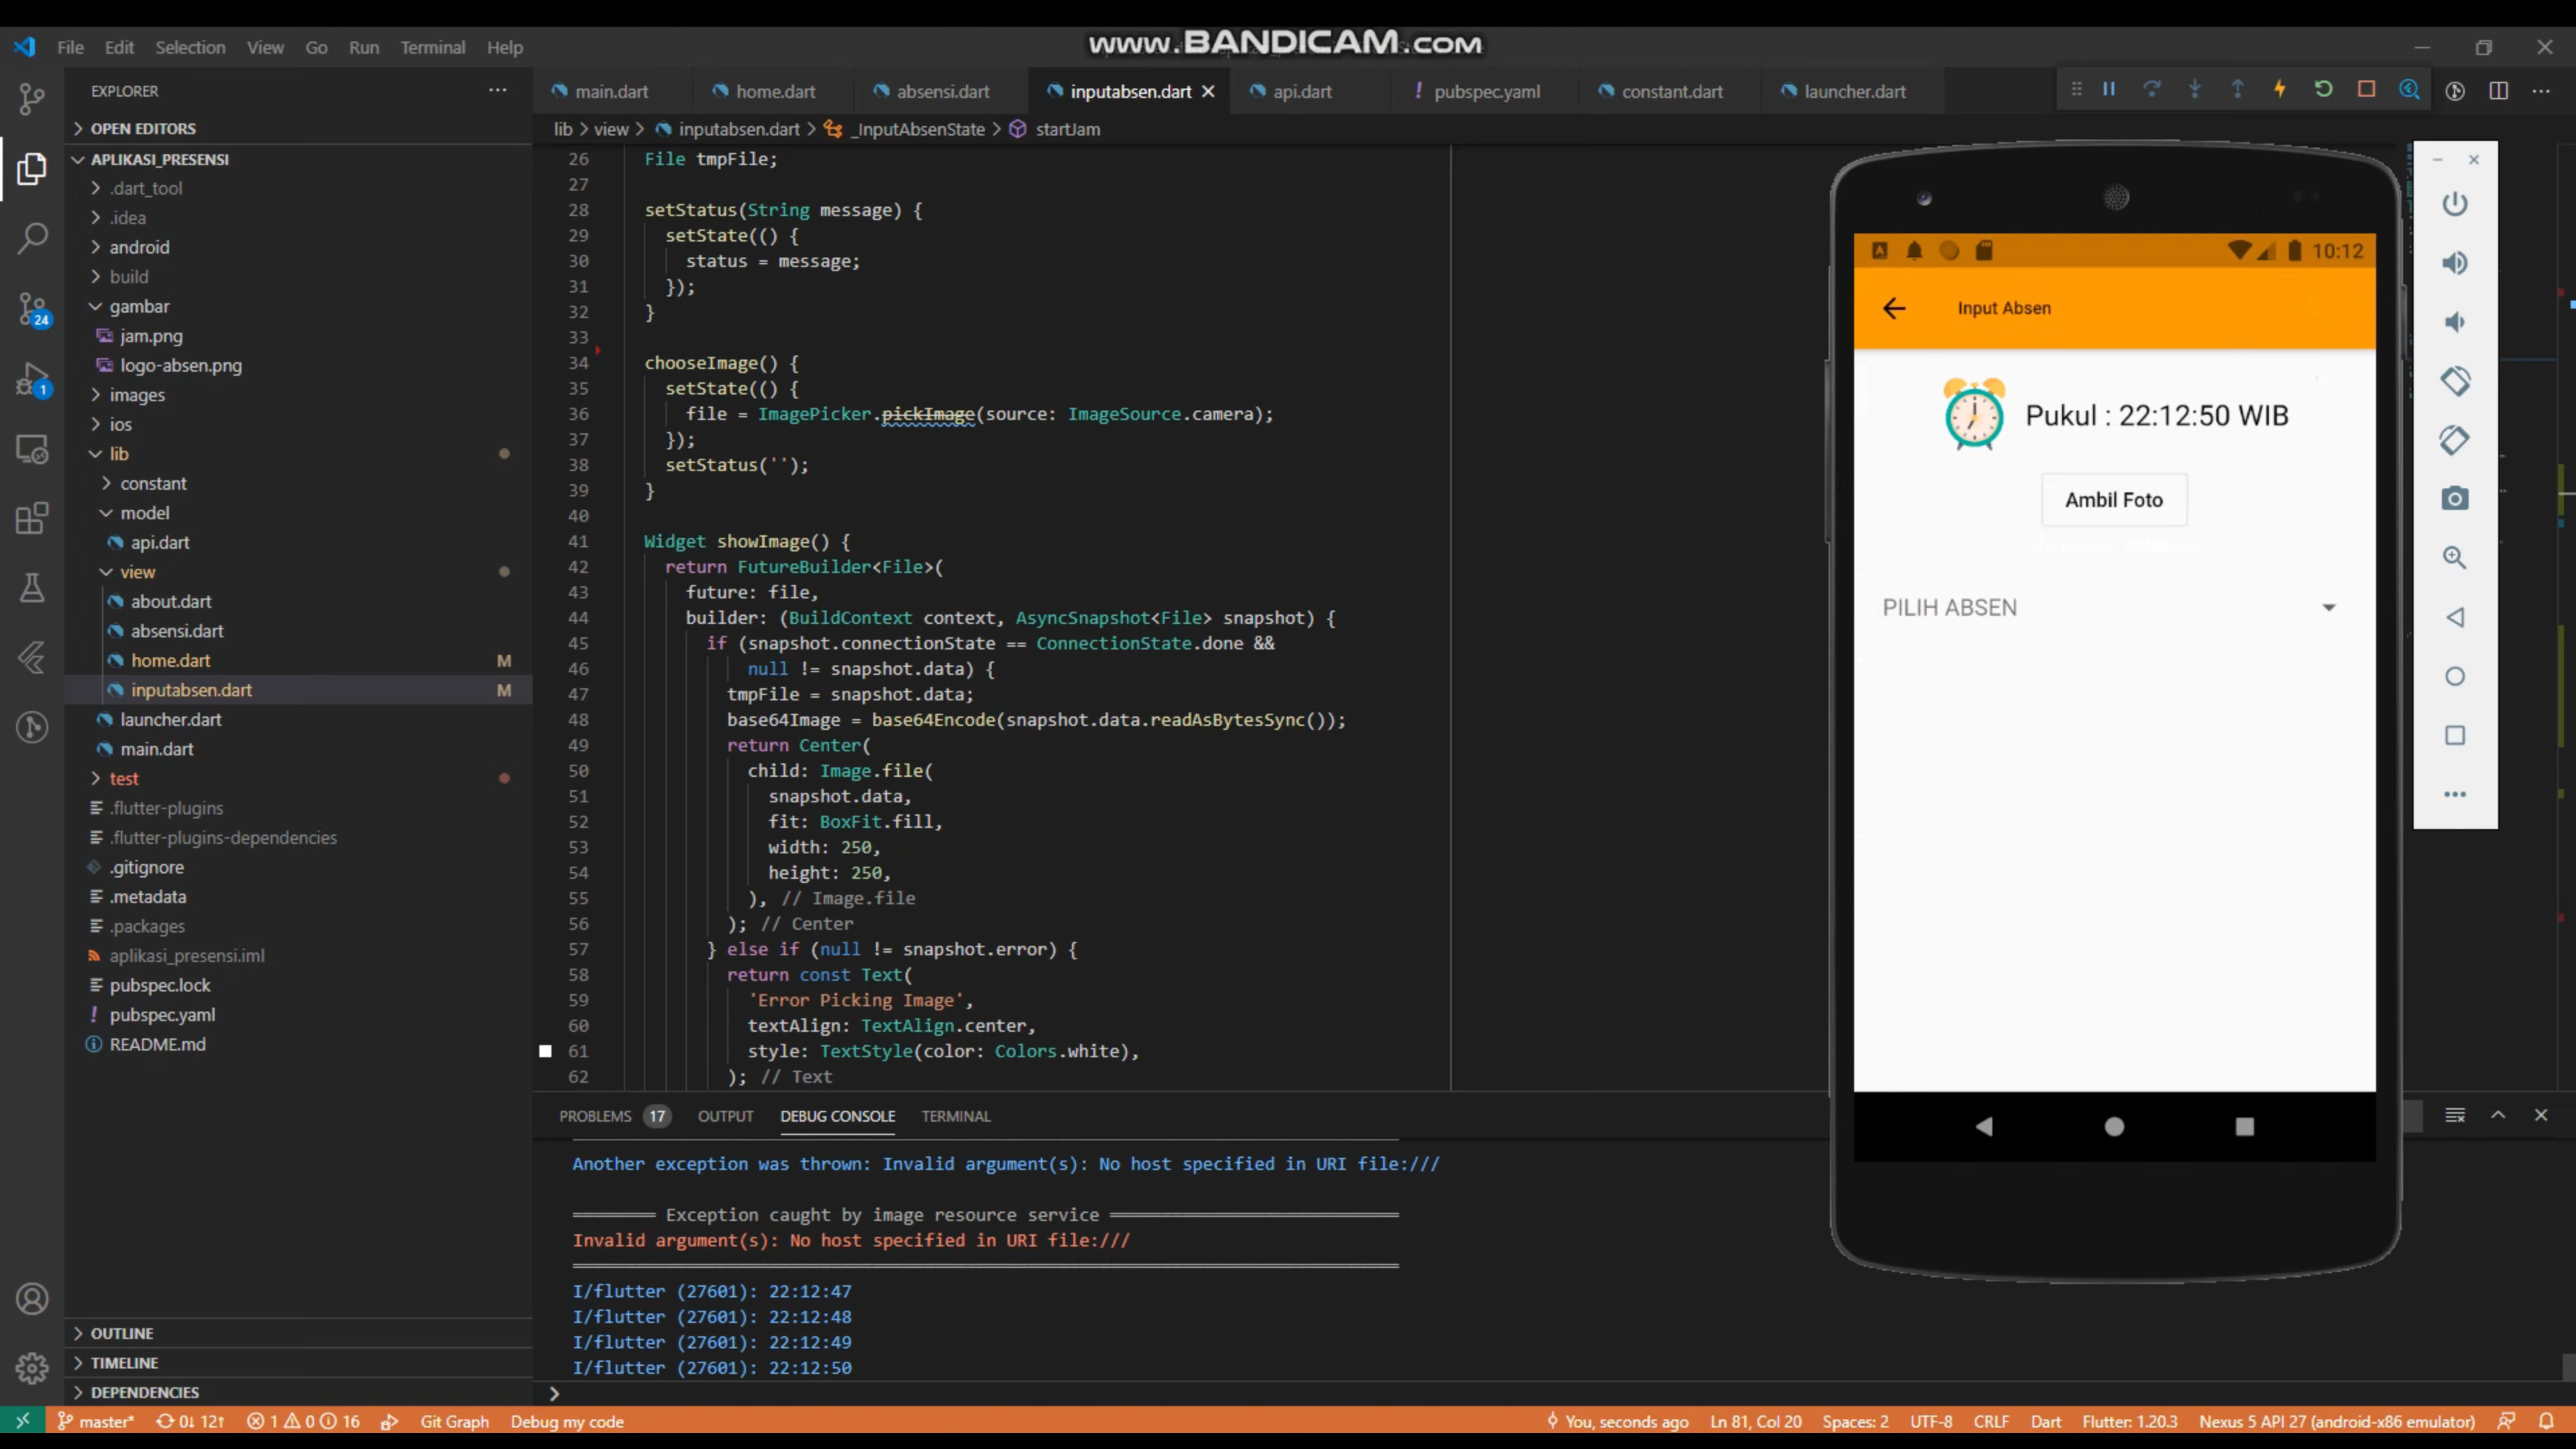 www.BANDICAM.com
File Edit Selection View Go Run Terminal Help
EXPLORER
main.dart home.dart absensi.dart inputabsen.dart api.dart pubspec.yaml constant.dart launcher.dart
OPEN EDITORS
lib > view > inputabsen.dart > _InputAbsenState > startJam
APLIKASI_PRESENSI
.dart_tool
.idea
android
build
gambar
jam.png
logo-absen.png
images
ios
lib
constant
model
api.dart
view
about.dart
absensi.dart
home.dart M
inputabsen.dart M
launcher.dart
main.dart
test
.flutter-plugins
.flutter-plugins-dependencies
.gitignore
.metadata
.packages
aplikasi_presensi.iml
pubspec.lock
pubspec.yaml
README.md
OUTLINE
TIMELINE
DEPENDENCIES
24
1
26 File tmpFile;
27
28 setStatus(String message) {
29 setState(() {
30 status = message;
31 });
32 }
33
34 chooseImage() {
35 setState(() {
36 file = ImagePicker.pickImage(source: ImageSource.camera);
37 });
38 setStatus('');
39 }
40
41 Widget showImage() {
42 return FutureBuilder<File>(
43 future: file,
44 builder: (BuildContext context, AsyncSnapshot<File> snapshot) {
45 if (snapshot.connectionState == ConnectionState.done &&
46 null != snapshot.data) {
47 tmpFile = snapshot.data;
48 base64Image = base64Encode(snapshot.data.readAsBytesSync());
49 return Center(
50 child: Image.file(
51 snapshot.data,
52 fit: BoxFit.fill,
53 width: 250,
54 height: 250,
55 ), // Image.file
56 ); // Center
57 } else if (null != snapshot.error) {
58 return const Text(
59 'Error Picking Image',
60 textAlign: TextAlign.center,
61 style: TextStyle(color: Colors.white),
62 ); // Text
10:12
Input Absen
Pukul : 22:12:50 WIB
Ambil Foto
PILIH ABSEN
PROBLEMS 17 OUTPUT DEBUG CONSOLE TERMINAL
Another exception was thrown: Invalid argument(s): No host specified in URI file:///
Exception caught by image resource service
Invalid argument(s): No host specified in URI file:///
I/flutter (27601): 22:12:47
I/flutter (27601): 22:12:48
I/flutter (27601): 22:12:49
I/flutter (27601): 22:12:50
master* 0↓ 12↑ 1 0 16 Git Graph Debug my code You, seconds ago Ln 81, Col 20 Spaces: 2 UTF-8 CRLF Dart Flutter: 1.20.3 Nexus 5 API 27 (android-x86 emulator)